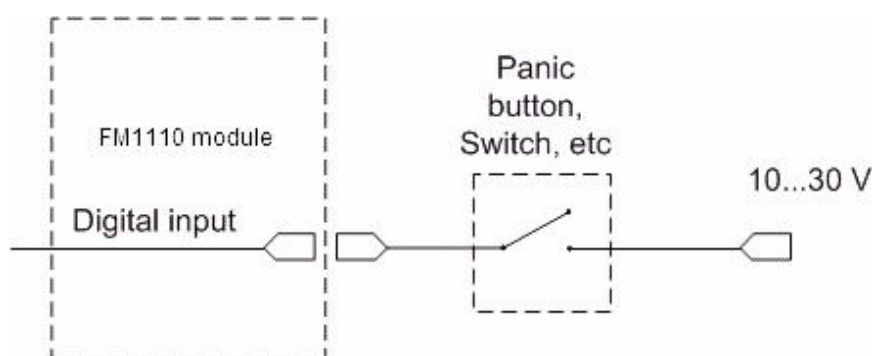 FM1110 module
Digital input
Panic
button,
Switch, etc
10...30 V